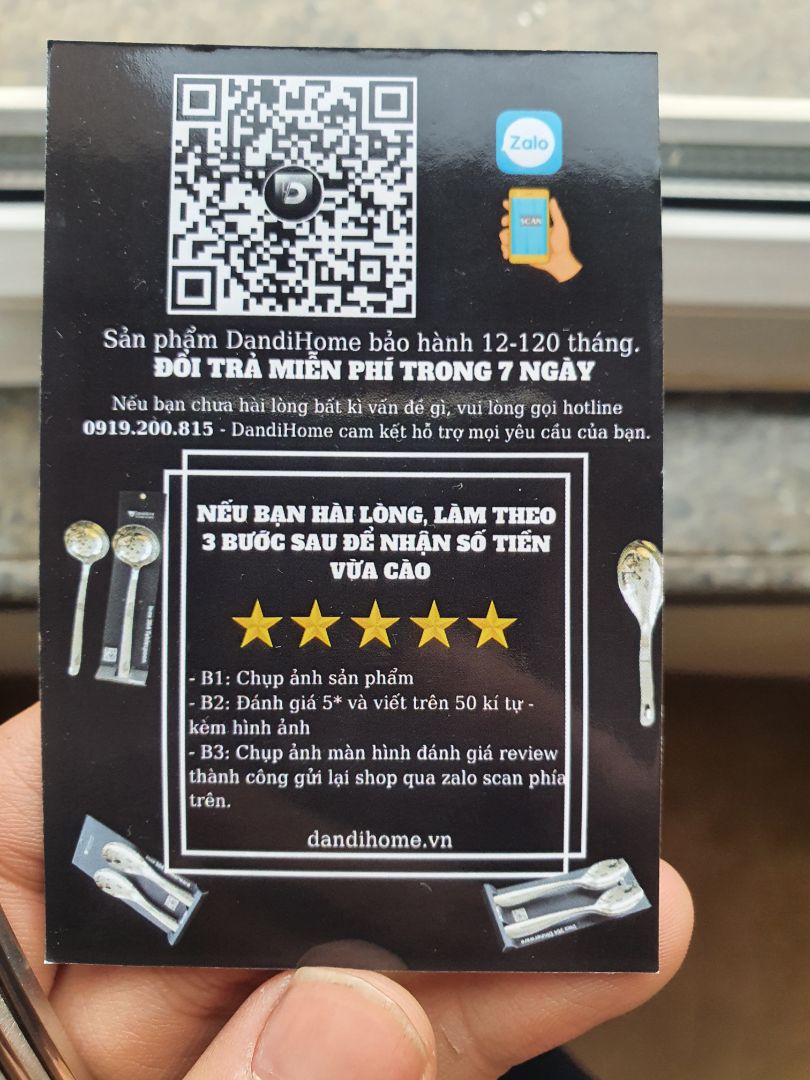 D
Zalo
SCAN
Sản phẩm DandiHome bảo hành 12-120 tháng.
ĐỔI TRẢ MIỄN PHÍ TRONG 7 NGÀY
Nếu bạn chưa hài lòng bất kì vấn đề gì, vui lòng gọi hotline
0919.200.815 - DandiHome cam kết hỗ trợ mọi yêu cầu của bạn.
NẾU BẠN HÀI LÒNG, LÀM THEO
3 BƯỚC SAU ĐỂ NHẬN SỐ TIỀN
VỪA CÀO
- B1: Chụp ảnh sản phẩm
- B2: Đánh giá 5* và viết trên 50 kí tự -
kèm hình ảnh
- B3: Chụp ảnh màn hình đánh giá review
thành công gửi lại shop qua zalo scan phía
trên.
dandihome.vn